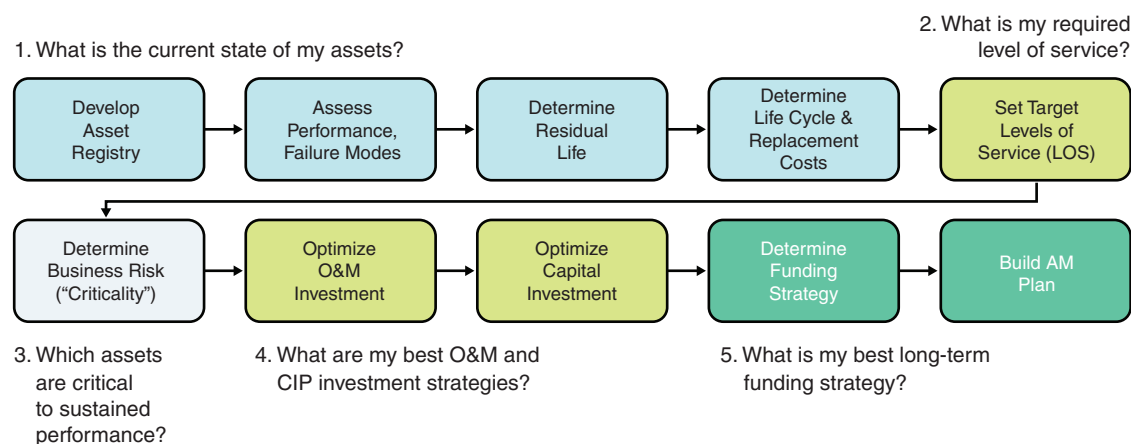 1. What is the current state of my assets?
2. What is my required
level of service?
Develop
Asset
Registry
Assess
Performance,
Failure Modes
Determine
Residual
Life
Determine
Life Cycle &
Replacement
Costs
Set Target
Levels of
Service (LOS)
Determine
Business Risk
(“Criticality”)
Optimize
O&M
Investment
Optimize
Capital
Investment
Determine
Funding
Strategy
Build AM
Plan
3. Which assets
are critical
to sustained
performance?
4. What are my best O&M and
CIP investment strategies?
5. What is my best long-term
funding strategy?